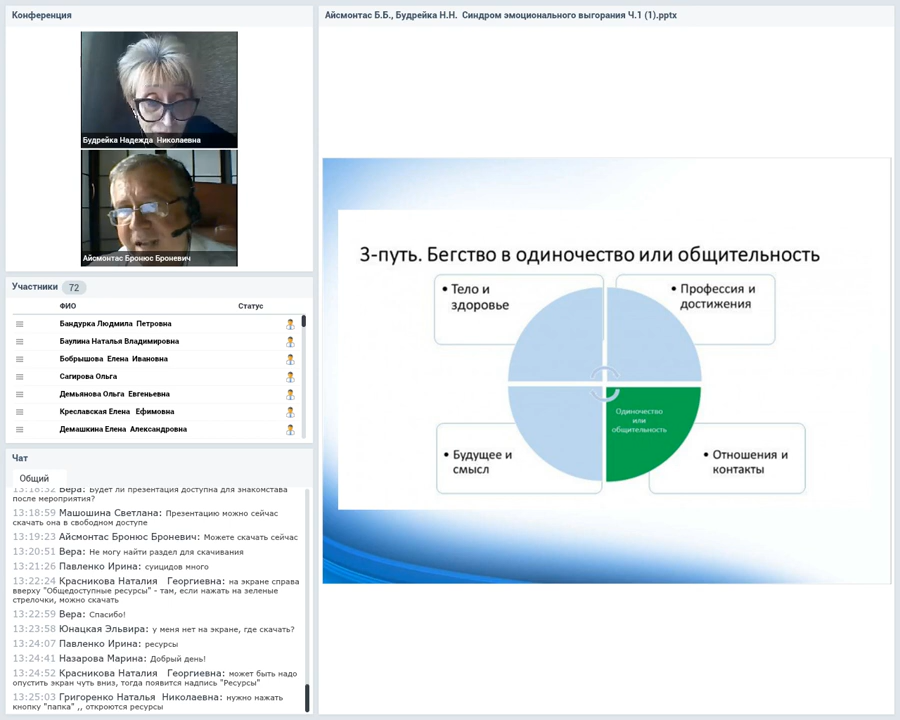 Конференция
Будрейка Надежда Николаевна
Айсмонтас Бронюс Броневич
Участники 72
ФИО Статус
Бандурка Людмила Петровна
Баулина Наталья Владимировна
Бобрышова Елена Ивановна
Сагирова Ольга
Демьянова Ольга Евгеньевна
Креславская Елена Ефимовна
Демашкина Елена Александровна
Чат
Общий
13:18:52 Вера: Будет ли презентация доступна для знакомстава
после мероприятия?
13:18:59 Машошина Светлана: Презентацию можно сейчас
скачать она в свободном доступе
13:19:23 Айсмонтас Бронюс Броневич: Можете скачать сейчас
13:20:51 Вера: Не могу найти раздел для скачивания
13:21:26 Павленко Ирина: суицидов много
13:22:24 Красникова Наталия Георгиевна: на экране справа
вверху "Общедоступные ресурсы" - там, если нажать на зеленые
стрелочки, можно скачать
13:22:59 Вера: Спасибо!
13:23:58 Юнацкая Эльвира: у меня нет на экране, где скачать?
13:24:07 Павленко Ирина: ресурсы
13:24:41 Назарова Марина: Добрый день!
13:24:52 Красникова Наталия Георгиевна: может быть надо
опустить экран чуть вниз, тогда появится надпись "Ресурсы"
13:25:03 Григоренко Наталья Николаевна: нужно нажать
кнопку "папка" ,, откроются ресурсы
Айсмонтас Б.Б., Будрейка Н.Н. Синдром эмоционального выгорания Ч.1 (1).pptx
3-путь. Бегство в одиночество или общительность
• Тело и
здоровье
• Профессия и
достижения
Одиночество
или
общительность
• Будущее и
смысл
• Отношения и
контакты